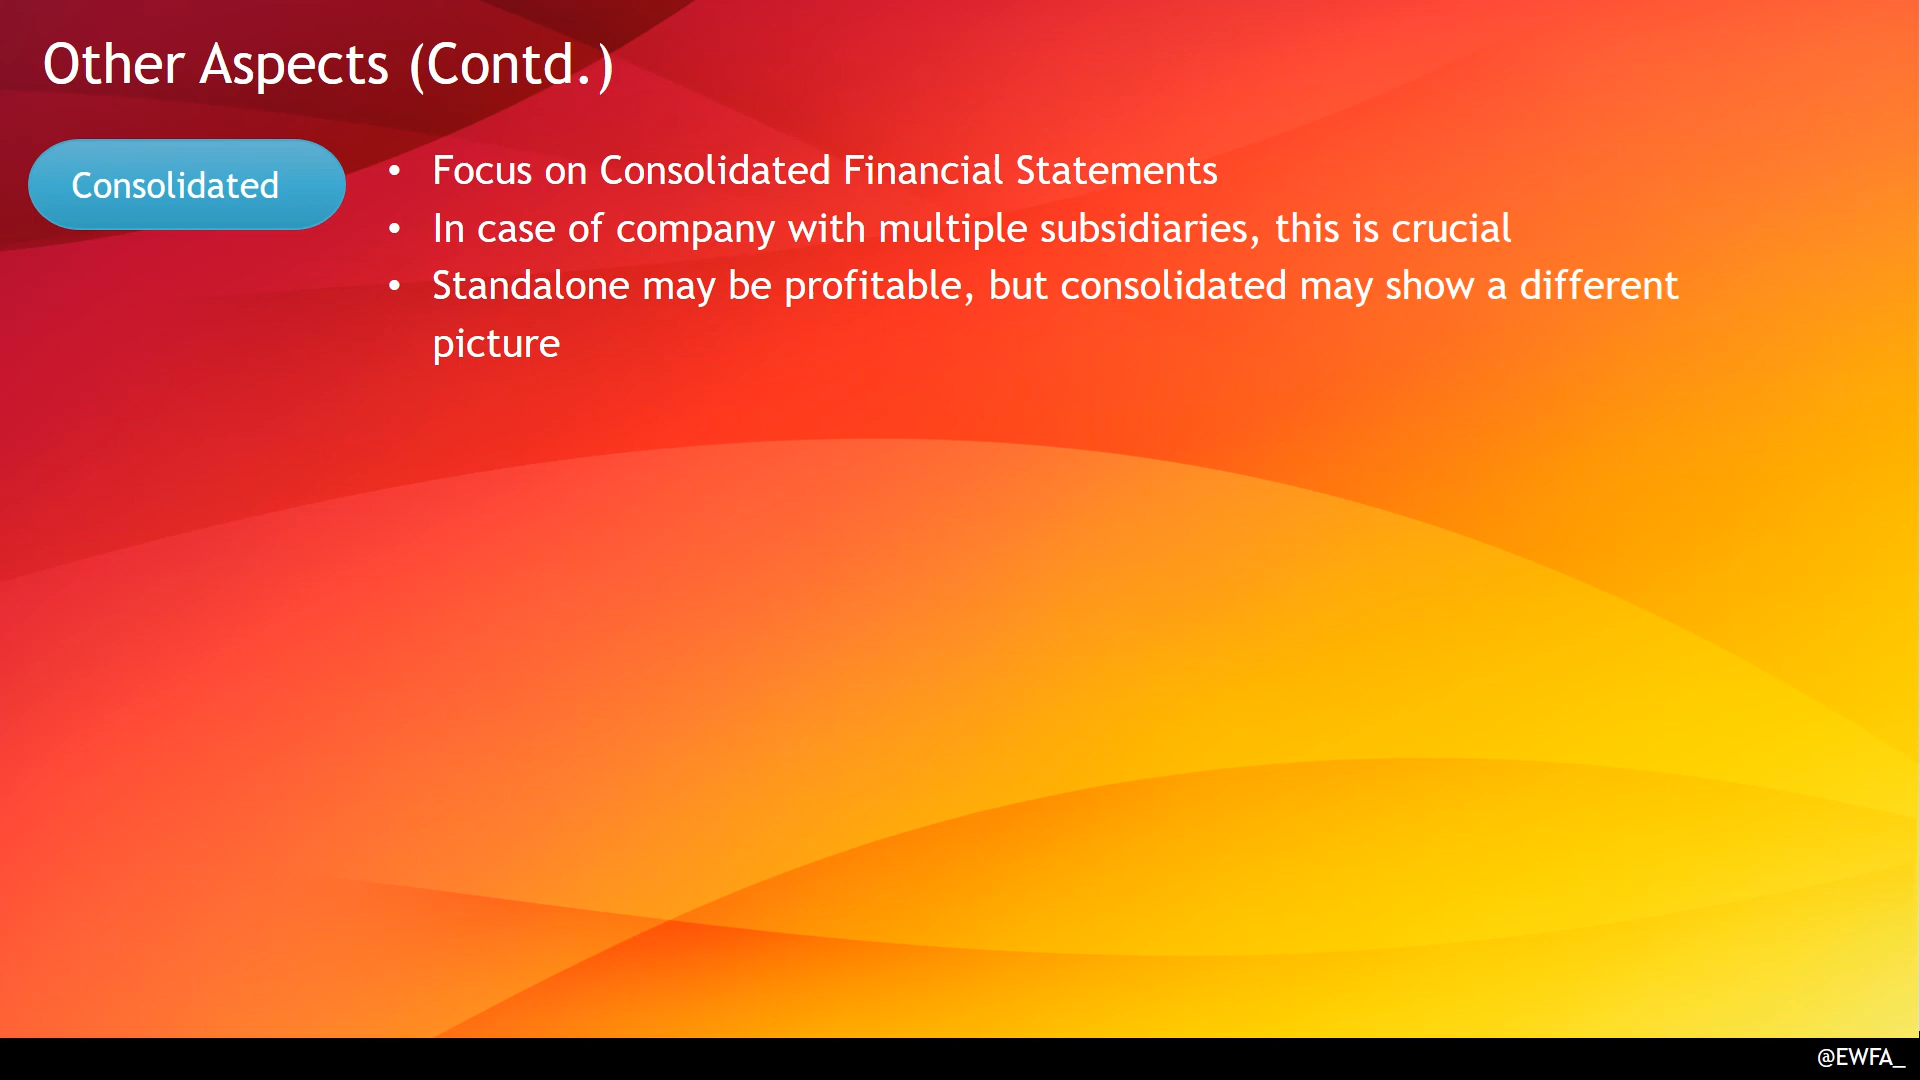 Other Aspects (Contd.)
Consolidated
• Focus on Consolidated Financial Statements
• In case of company with multiple subsidiaries, this is crucial
• Standalone may be profitable, but consolidated may show a different
picture
@EWFA_